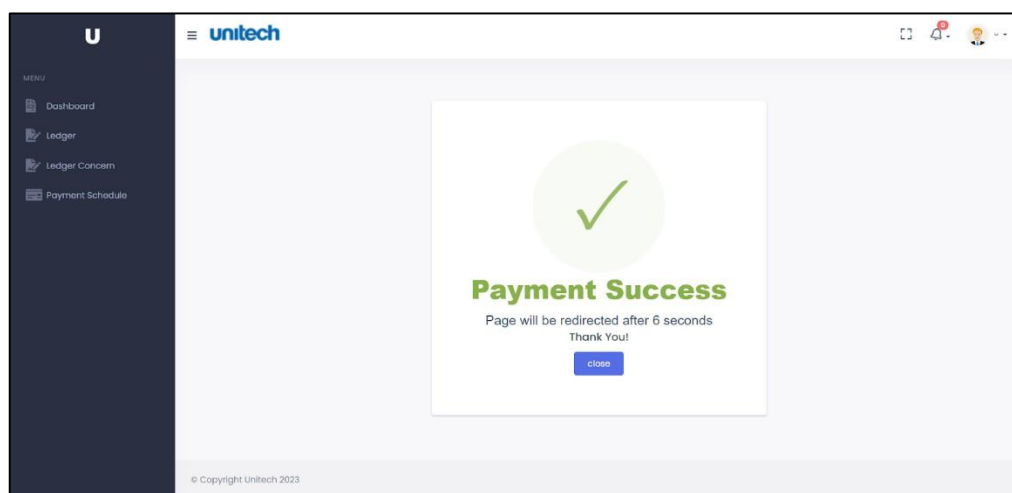 U
unitech
0
MENU
Dashboard
Ledger
Ledger Concern
Payment Schedule
Payment Success
Page will be redirected after 6 seconds
Thank You!
close
© Copyright Unitech 2023